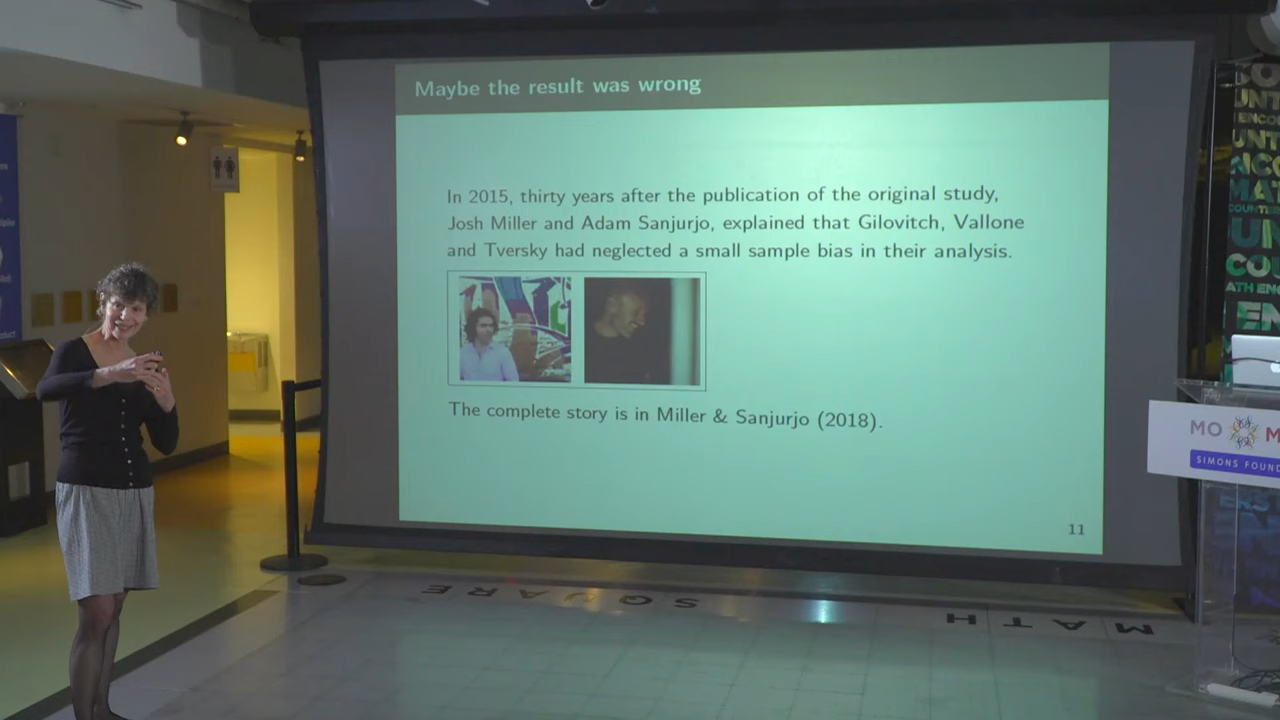 Maybe the result was wrong
In 2015, thirty years after the publication of the original study,
Josh Miller and Adam Sanjurjo, explained that Gilovitch, Vallone
and Tversky had neglected a small sample bias in their analysis.
The complete story is in Miller & Sanjurjo (2018).
11
MO M
SIMONS FOUND
MATH SQUARE